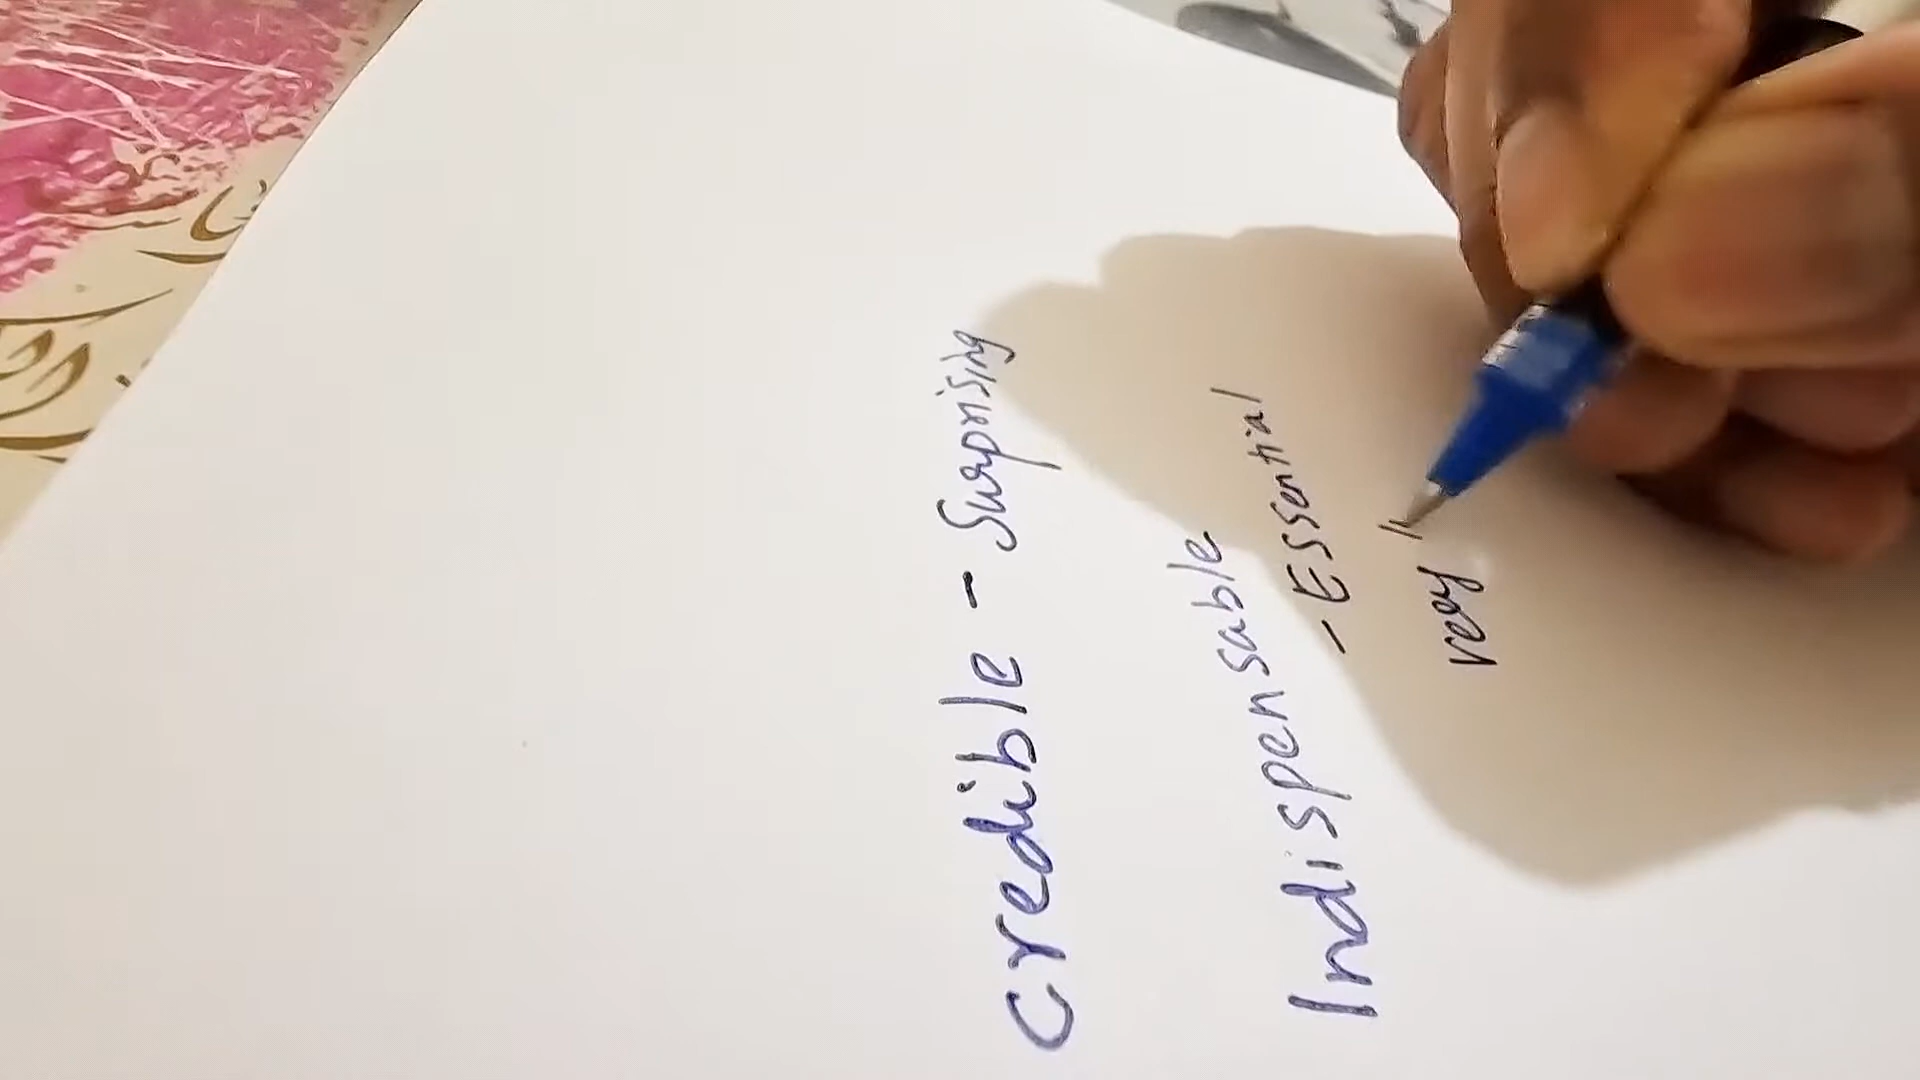 Credible - Surprising
Indispensable
- Essential
very